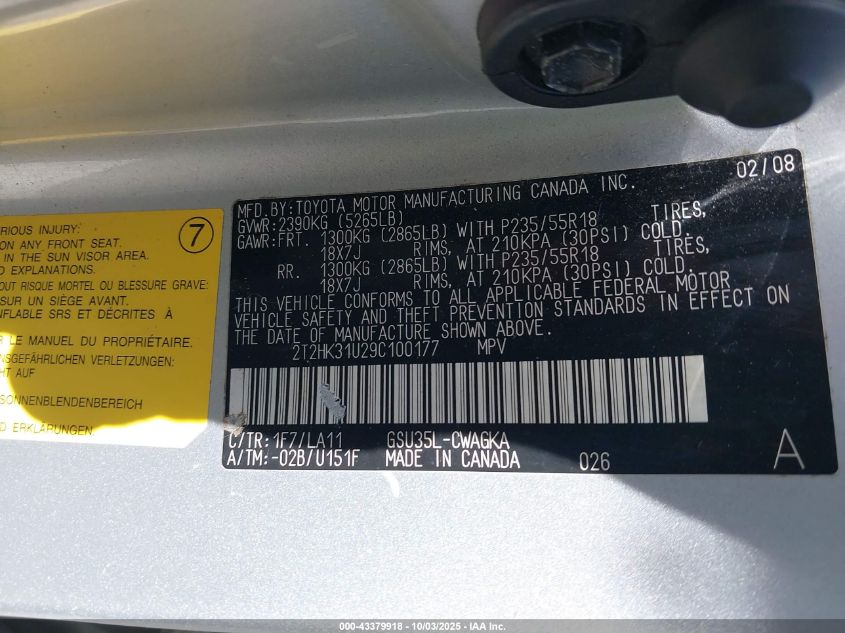 RIOUS INJURY:
ON ANY FRONT SEAT.
IN THE SUN VISOR AREA.
D EXPLANATIONS.
OUT RISQUE MORTEL OU BLESSURE GRAVE:
SUR UN SIÈGE AVANT.
NFLABLE SRS ET DÉCRITES À
R LE MANUEL DU PROPRIÉTAIRE.
NSGEFÄHRLICHEN VERLETZUNGEN:
HT AUF
SONNENBLENDENBEREICH
D ERKLÄRUNGEN.
7
02/08
MFD.BY:TOYOTA MOTOR MANUFACTURING CANADA INC.
GVWR:2390KG (5265LB)
GAWR:FRT. 1300KG (2865LB) WITH P235/55R18 TIRES,
18X7J RIMS, AT 210KPA (30PSI) COLD.
RR. 1300KG (2865LB) WITH P235/55R18 TIRES,
18X7J RIMS, AT 210KPA (30PSI) COLD.
THIS VEHICLE CONFORMS TO ALL APPLICABLE FEDERAL MOTOR
VEHICLE SAFETY AND THEFT PREVENTION STANDARDS IN EFFECT ON
THE DATE OF MANUFACTURE SHOWN ABOVE.
2T2HK31U29C100177 MPV
C/TR:1F7/LA11 GSU35L-CWAGKA
A/TM:-02B/U151F MADE IN CANADA 026 A
000-43379918 - 10/03/2025 - IAA Inc.